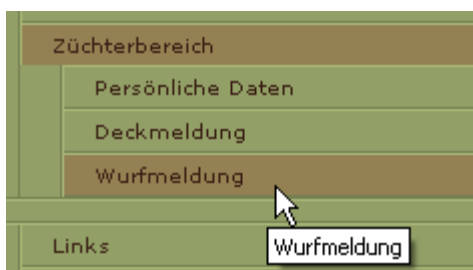 Züchterbereich
Persönliche Daten
Deckmeldung
Wurfmeldung
Links
Wurfmeldung